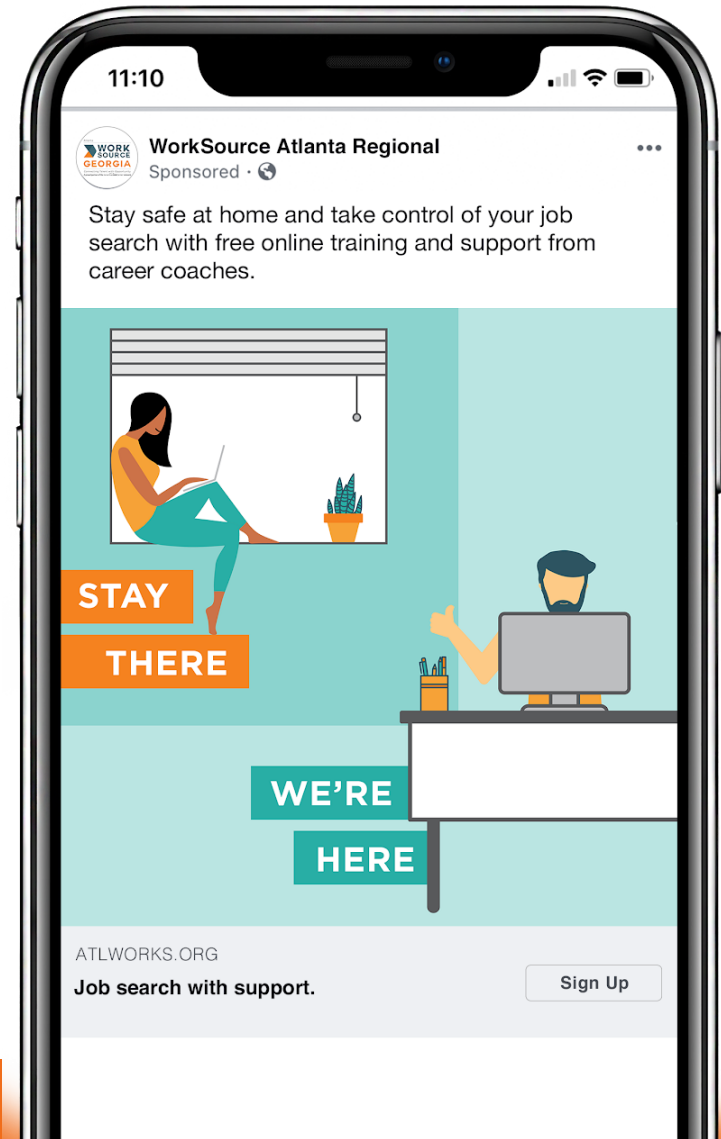 11:10
WORK
SOURCE
GEORGIA
WorkSource Atlanta Regional
Sponsored ·
Stay safe at home and take control of your job
search with free online training and support from
career coaches.
STAY
THERE
WE'RE
HERE
ATLWORKS.ORG
Job search with support.
Sign Up